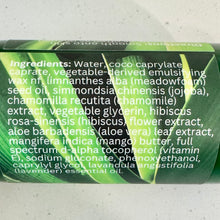 Ingredients: Water, coco caprylate
caprate, vegetable-derived emulsifying
wax nf, limnanthes alba (meadowfoam)
seed oil, simmondsia chinensis (jojoba),
chamomilla recutita (chamomile)
extract, vegetable glycerin, hibiscus
rosa-sinensis (hibiscus) flower extract,
aloe barbadensis (aloe vera) leaf extract,
mangifera indica (mango butter, full
spectrum d-alpha tocopherol (vitamin
E), sodium gluconate, phenoxyethanol,
caprylyl glycol, lavandula angustifolia
(lavender) essential oil.